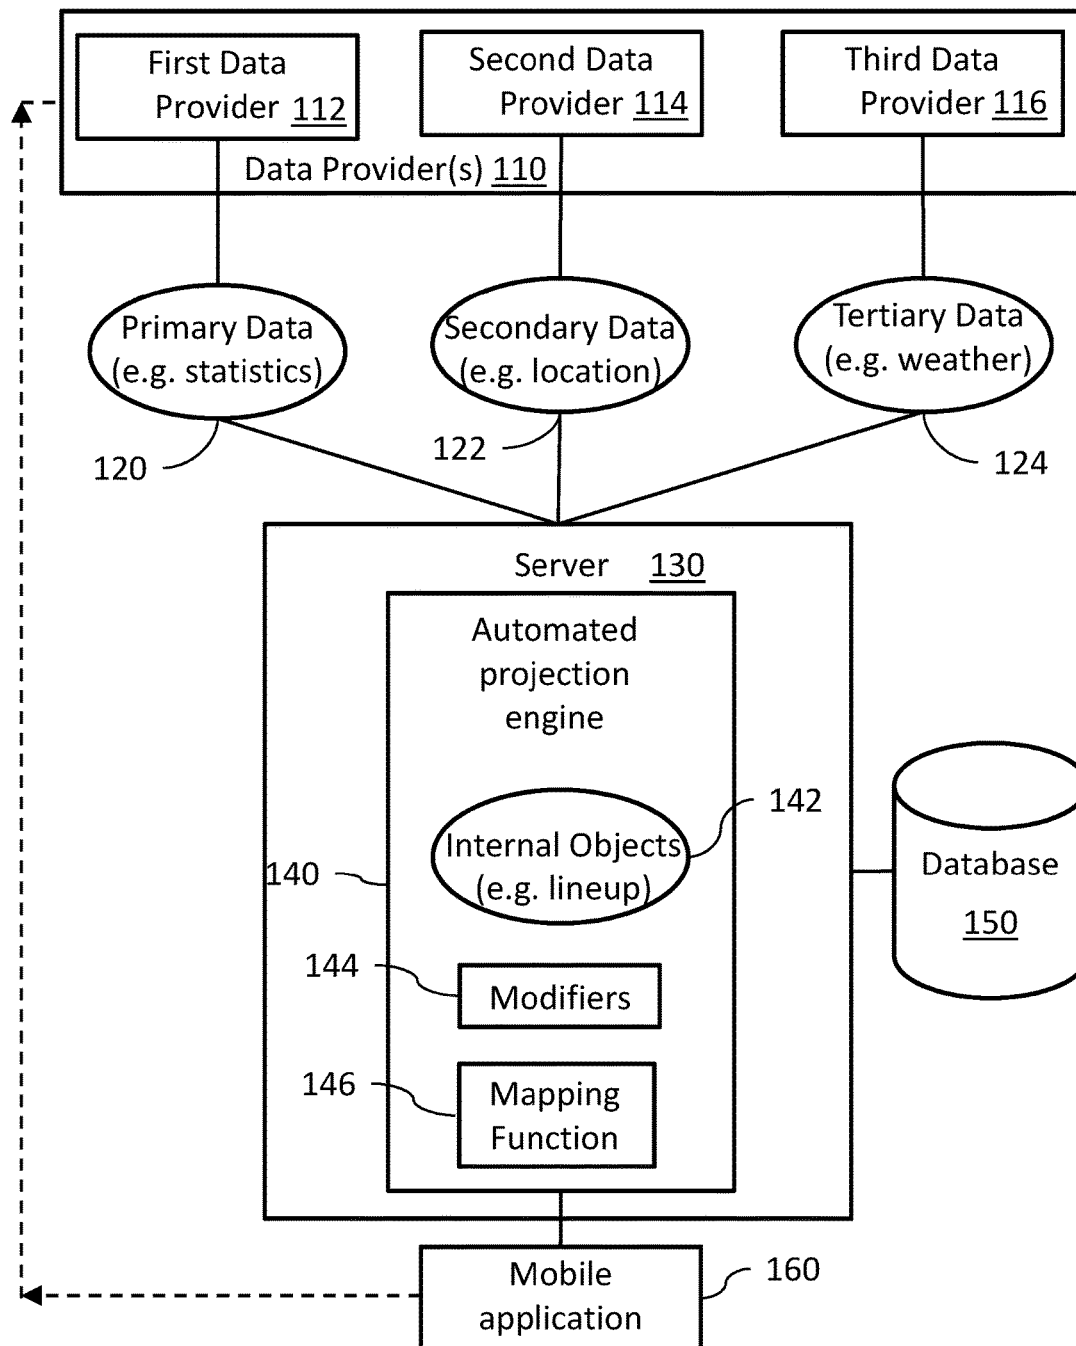 First Data
Provider 112
Second Data
Provider 114
Third Data
Provider 116
Data Provider(s) 110
Primary Data
(e.g. statistics)
Secondary Data
(e.g. location)
Tertiary Data
(e.g. weather)
120
122
124
Server 130
Automated
projection
engine
142
Internal Objects
(e.g. lineup)
140
Database
150
144
Modifiers
146
Mapping
Function
Mobile
application
160